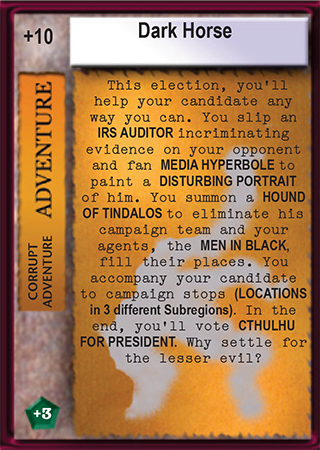 +10
Dark Horse
CORRUPT
ADVENTURE
ADVENTURE
This election, you'll
help your candidate any
way you can. You slip an
IRS AUDITOR incriminating
evidence on your opponent
and fan MEDIA HYPERBOLE to
paint a DISTURBING PORTRAIT
of him. You summon a HOUND
OF TINDALOS to eliminate his
campaign team and your
agents, the MEN IN BLACK,
fill their places. You
accompany your candidate
to campaign stops (LOCATIONS
in 3 different Subregions). In the
end, you'll vote CTHULHU
FOR PRESIDENT. Why settle for
the lesser evil?
+3